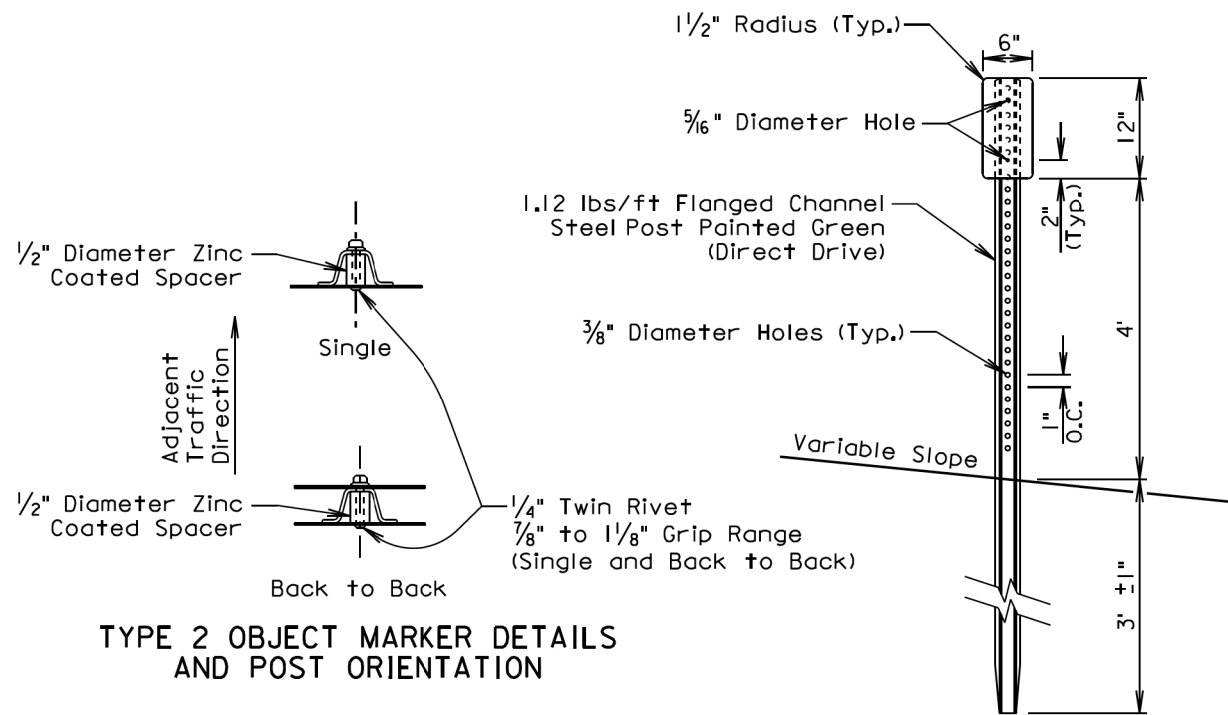 1 1/2" Radius (Typ.)
6"
5/16" Diameter Hole
12"
2"
(Typ.)
1.12 lbs/ft Flanged Channel
Steel Post Painted Green
(Direct Drive)
1/2" Diameter Zinc
Coated Spacer
Single
3/8" Diameter Holes (Typ.)
4'
1"
O.C.
Adjacent
Traffic
Direction
Variable Slope
1/2" Diameter Zinc
Coated Spacer
1/4" Twin Rivet
7/8" to 1 1/8" Grip Range
(Single and Back to Back)
3' ±1"
Back to Back
TYPE 2 OBJECT MARKER DETAILS
AND POST ORIENTATION